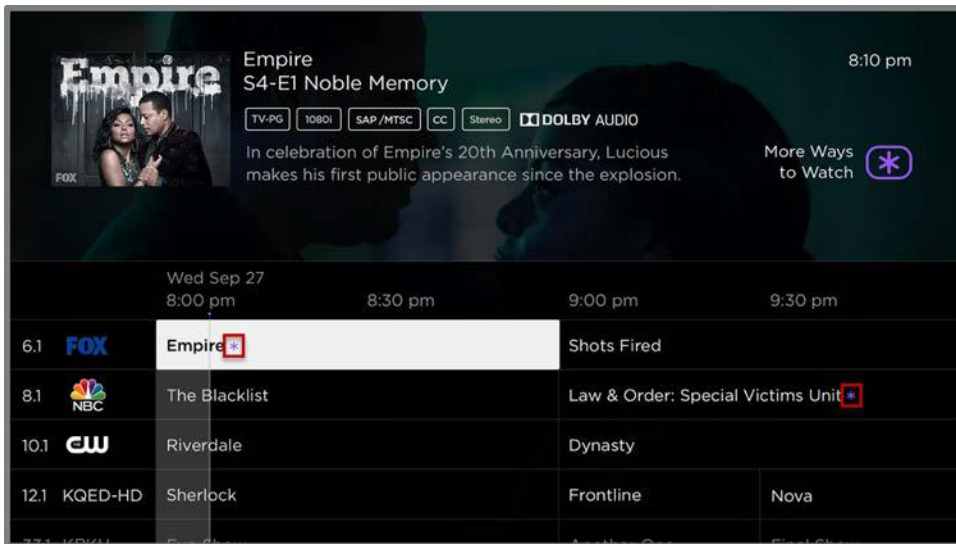 Empire
FOX
Empire
S4-E1 Noble Memory
8:10 pm
TV-PG 1080i SAP/MTSC CC Stereo DOLBY AUDIO
In celebration of Empire's 20th Anniversary, Lucious
makes his first public appearance since the explosion.
More Ways
to Watch *
Wed Sep 27
8:00 pm 8:30 pm 9:00 pm 9:30 pm
6.1 FOX Empire* Shots Fired
8.1 NBC The Blacklist Law & Order: Special Victims Unit*
10.1 CW Riverdale Dynasty
12.1 KQED-HD Sherlock Frontline Nova